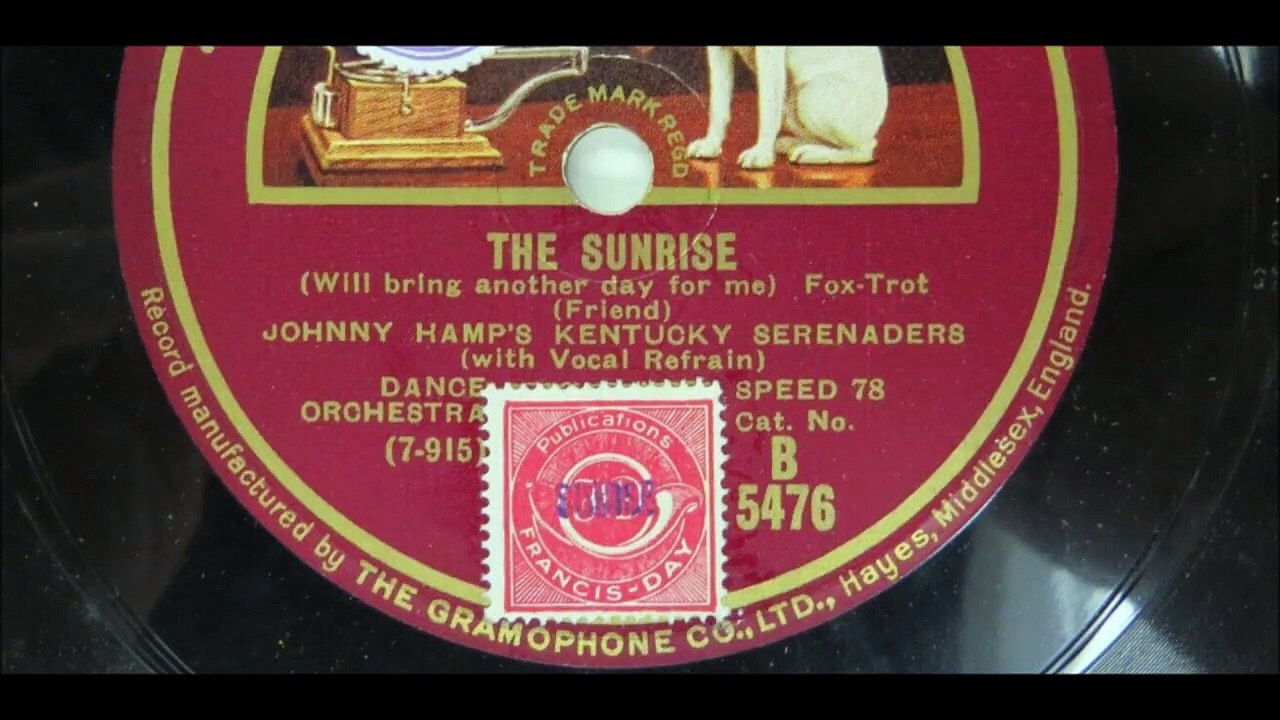 TRADE MARK REGD
THE SUNRISE
(Will bring another day for me) Fox-Trot
(Friend)
JOHNNY HAMP'S KENTUCKY SERENADERS
(with Vocal Refrain)
DANCE
ORCHESTRA
(7-915)
SPEED 78
Cat. No.
B
5476
Publications
FRANCIS-DAY
Record manufactured by THE GRAMOPHONE CO., LTD., Hayes, Middlesex, England.